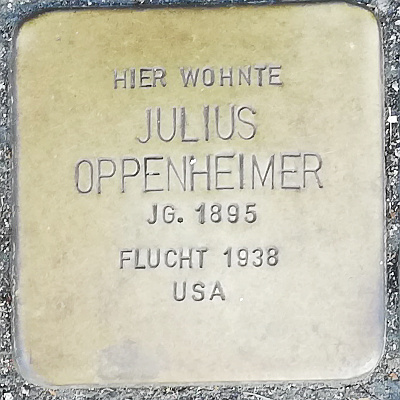 HIER WOHNTE
JULIUS
OPPENHEIMER
JG. 1895
FLUCHT 1938
USA